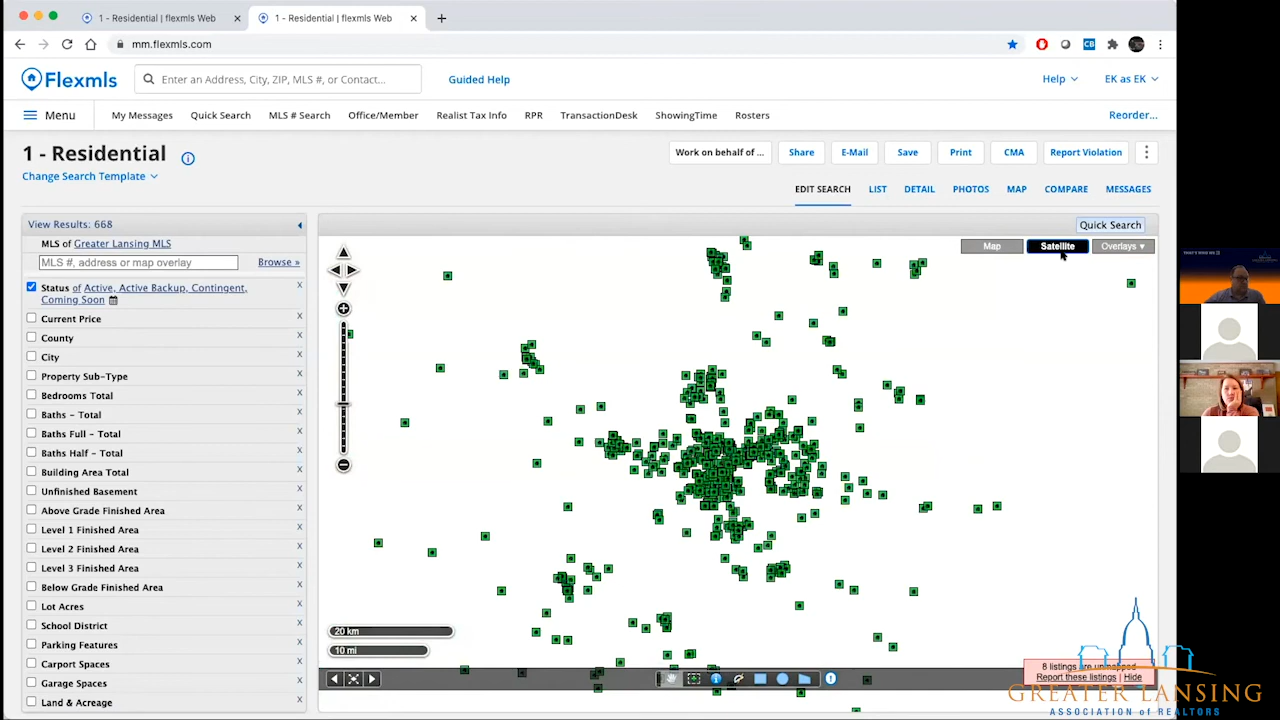 1 - Residential | flexmls Web
1 - Residential | flexmls Web
mm.flexmls.com
CB
Flexmls
Enter an Address, City, ZIP, MLS #, or Contact...
Guided Help
Help
EK as EK
Menu
My Messages
Quick Search
MLS # Search
Office/Member
Realist Tax Info
RPR
TransactionDesk
ShowingTime
Rosters
Reorder...
1 - Residential
Change Search Template
Work on behalf of ...
Share
E-Mail
Save
Print
CMA
Report Violation
EDIT SEARCH
LIST
DETAIL
PHOTOS
MAP
COMPARE
MESSAGES
View Results: 668
MLS of Greater Lansing MLS
MLS #, address or map overlay
Browse »
Status of Active, Active Backup, Contingent,
Coming Soon
X
Current Price
X
County
X
City
X
Property Sub-Type
X
Bedrooms Total
X
Baths - Total
X
Baths Full - Total
X
Baths Half - Total
X
Building Area Total
X
Unfinished Basement
X
Above Grade Finished Area
X
Level 1 Finished Area
X
Level 2 Finished Area
X
Level 3 Finished Area
X
Below Grade Finished Area
X
Lot Acres
X
School District
X
Parking Features
X
Carport Spaces
X
Garage Spaces
X
Land & Acreage
X
Quick Search
Map
Satellite
Overlays ▾
20 km
10 mi
8 listings are unmapped
Report these listings | Hide
GREATER LANSING
ASSOCIATION of REALTORS